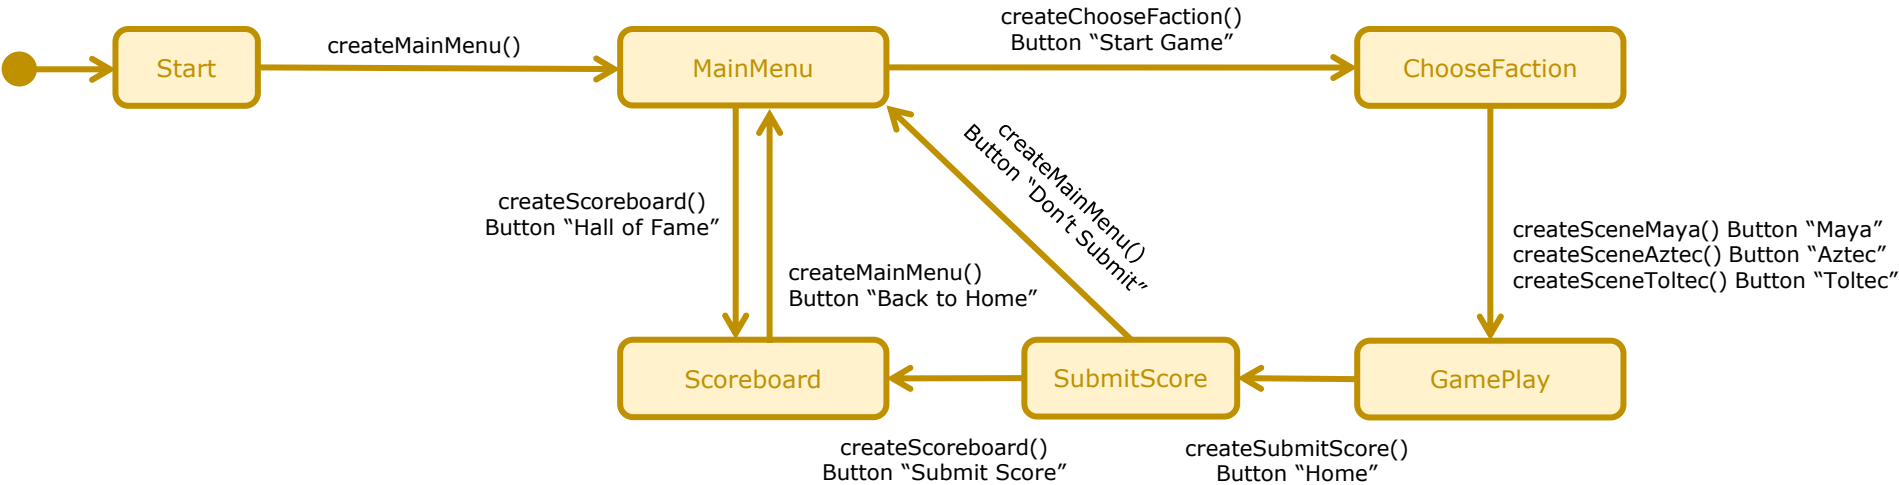 Start
createMainMenu()
MainMenu
createChooseFaction()
Button “Start Game”
ChooseFaction
createScoreboard()
Button “Hall of Fame”
createMainMenu()
Button “Back to Home”
createMainMenu()
Button “Don’t Submit”
createSceneMaya() Button “Maya”
createSceneAztec() Button “Aztec”
createSceneToltec() Button “Toltec”
Scoreboard
SubmitScore
GamePlay
createScoreboard()
Button “Submit Score”
createSubmitScore()
Button “Home”